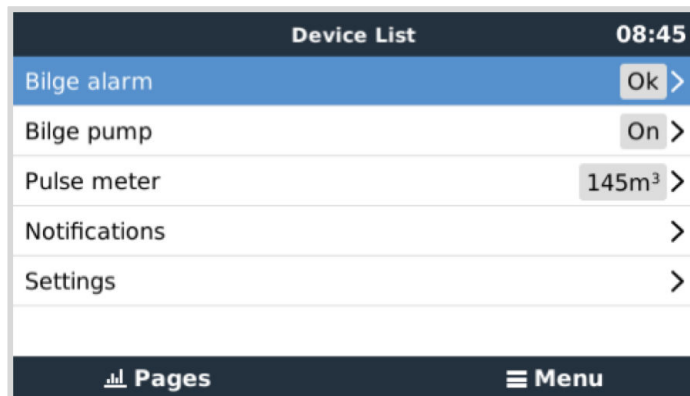 Device List 08:45
Bilge alarm Ok
Bilge pump On
Pulse meter 145m³
Notifications
Settings
Pages Menu